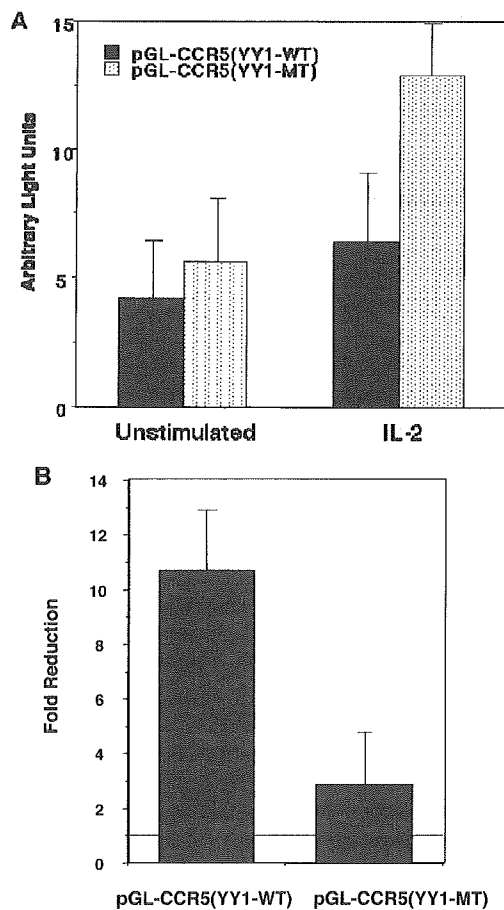 A
15
10
5
0
Arbitrary Light Units
pGL-CCR5(YY1-WT)
pGL-CCR5(YY1-MT)
Unstimulated
IL-2
B
14
12
10
8
6
4
2
0
Fold Reduction
pGL-CCR5(YY1-WT)
pGL-CCR5(YY1-MT)